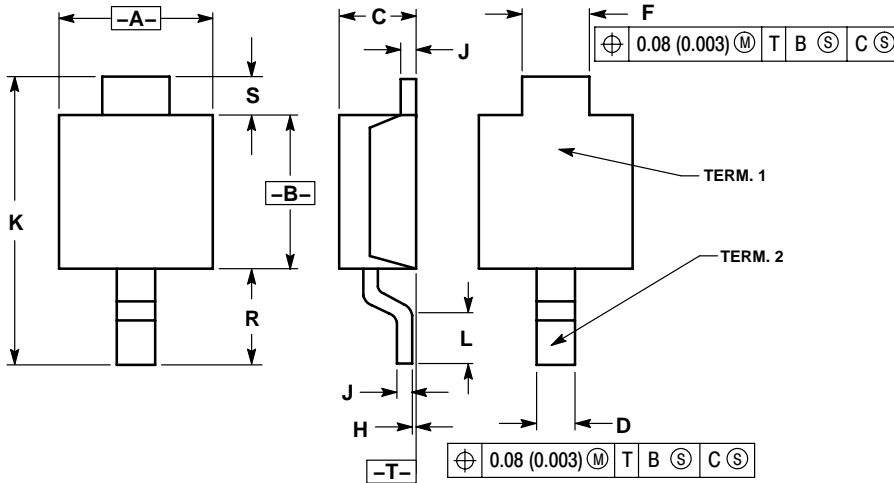 –A–
C
F
J
⌖ 0.08 (0.003) Ⓜ T B Ⓢ C Ⓢ
S
K
–B–
TERM. 1
TERM. 2
R
L
J
H
D
–T–
⌖ 0.08 (0.003) Ⓜ T B Ⓢ C Ⓢ